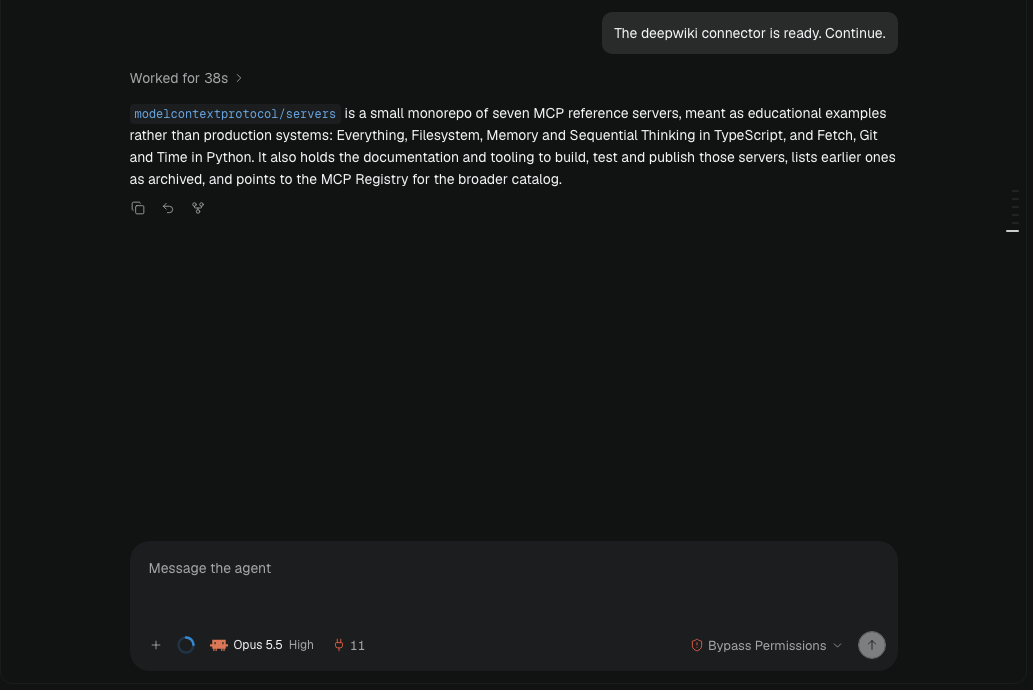 The deepwiki connector is ready. Continue.
Worked for 38s
modelcontextprotocol/servers is a small monorepo of seven MCP reference servers, meant as educational examples
rather than production systems: Everything, Filesystem, Memory and Sequential Thinking in TypeScript, and Fetch, Git
and Time in Python. It also holds the documentation and tooling to build, test and publish those servers, lists earlier ones
as archived, and points to the MCP Registry for the broader catalog.
Message the agent
Opus 5.5 High 11 Bypass Permissions